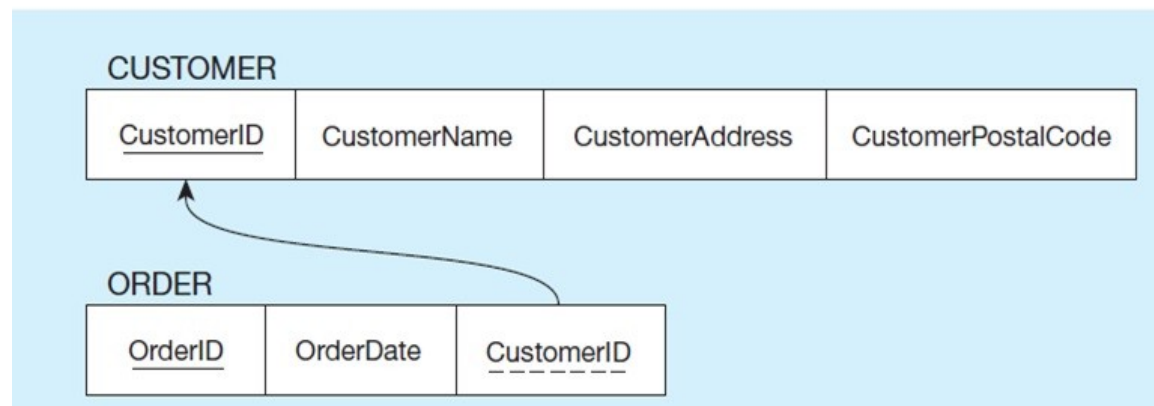 CUSTOMER
CustomerID CustomerName CustomerAddress CustomerPostalCode
ORDER
OrderID OrderDate CustomerID